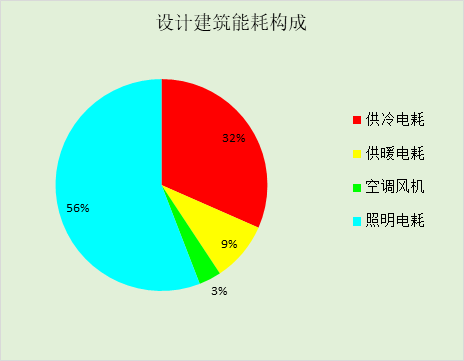 设计建筑能耗构成
32%
9%
3%
56%
供冷电耗
供暖电耗
空调风机
照明电耗